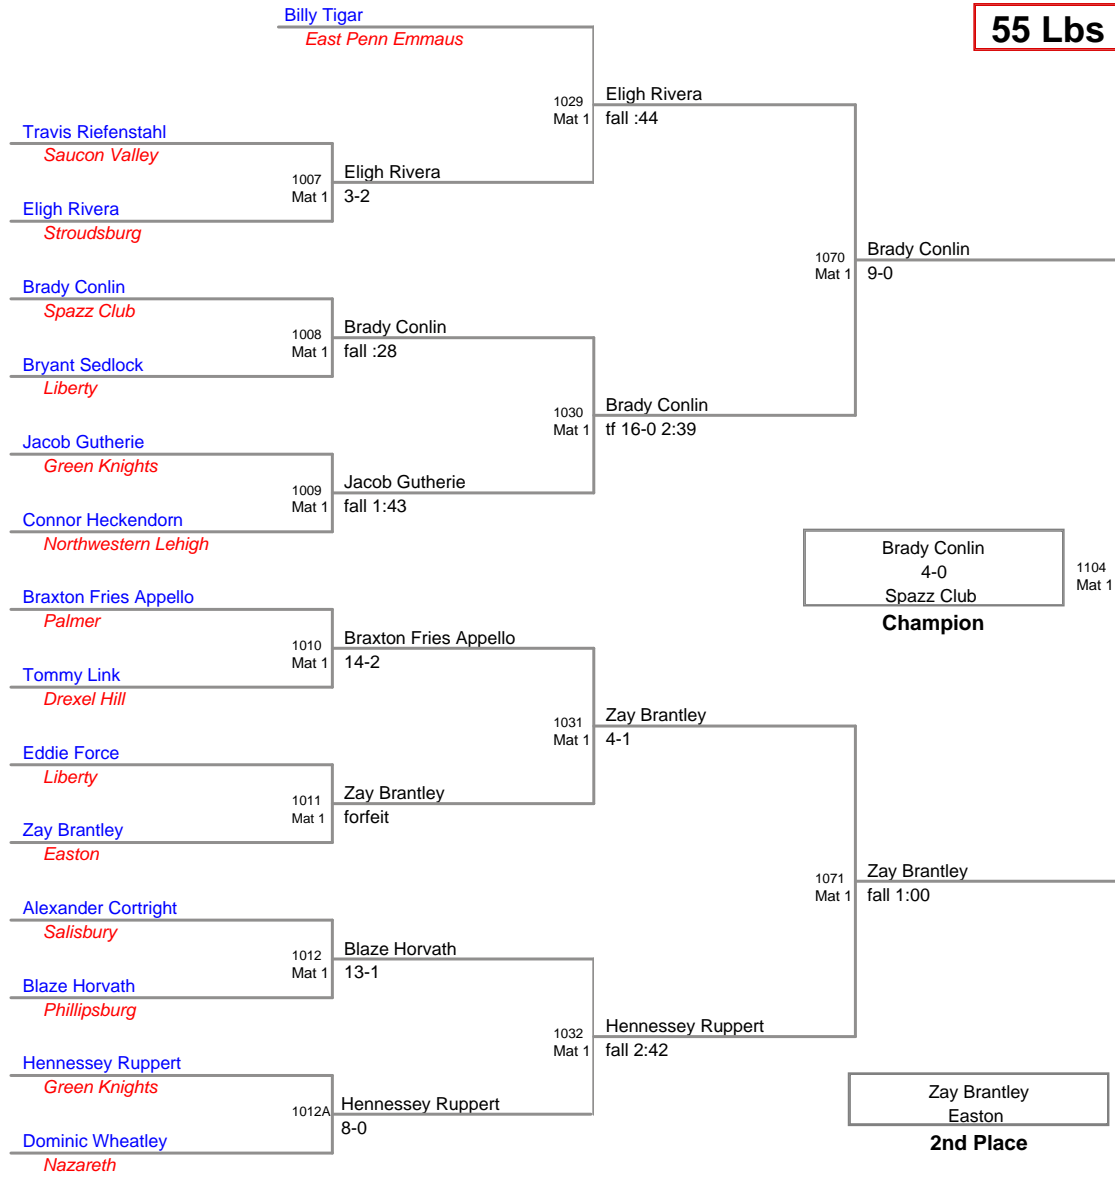 Billy Tigar
East Penn Emmaus
55 Lbs
1029
Mat 1
Eligh Rivera
fall :44
Travis Riefenstahl
Saucon Valley
1007
Mat 1
Eligh Rivera
3-2
Eligh Rivera
Stroudsburg
1070
Mat 1
Brady Conlin
9-0
Brady Conlin
Spazz Club
1008
Mat 1
Brady Conlin
fall :28
Bryant Sedlock
Liberty
1030
Mat 1
Brady Conlin
tf 16-0 2:39
Jacob Gutherie
Green Knights
1009
Mat 1
Jacob Gutherie
fall 1:43
Connor Heckendorn
Northwestern Lehigh
Brady Conlin
4-0
Spazz Club
Champion
1104
Mat 1
Braxton Fries Appello
Palmer
1010
Mat 1
Braxton Fries Appello
14-2
Tommy Link
Drexel Hill
1031
Mat 1
Zay Brantley
4-1
Eddie Force
Liberty
1011
Mat 1
Zay Brantley
forfeit
Zay Brantley
Easton
1071
Mat 1
Zay Brantley
fall 1:00
Alexander Cortright
Salisbury
1012
Mat 1
Blaze Horvath
13-1
Blaze Horvath
Phillipsburg
1032
Mat 1
Hennessey Ruppert
fall 2:42
Hennessey Ruppert
Green Knights
1012A
Hennessey Ruppert
8-0
Dominic Wheatley
Nazareth
Zay Brantley
Easton
2nd Place